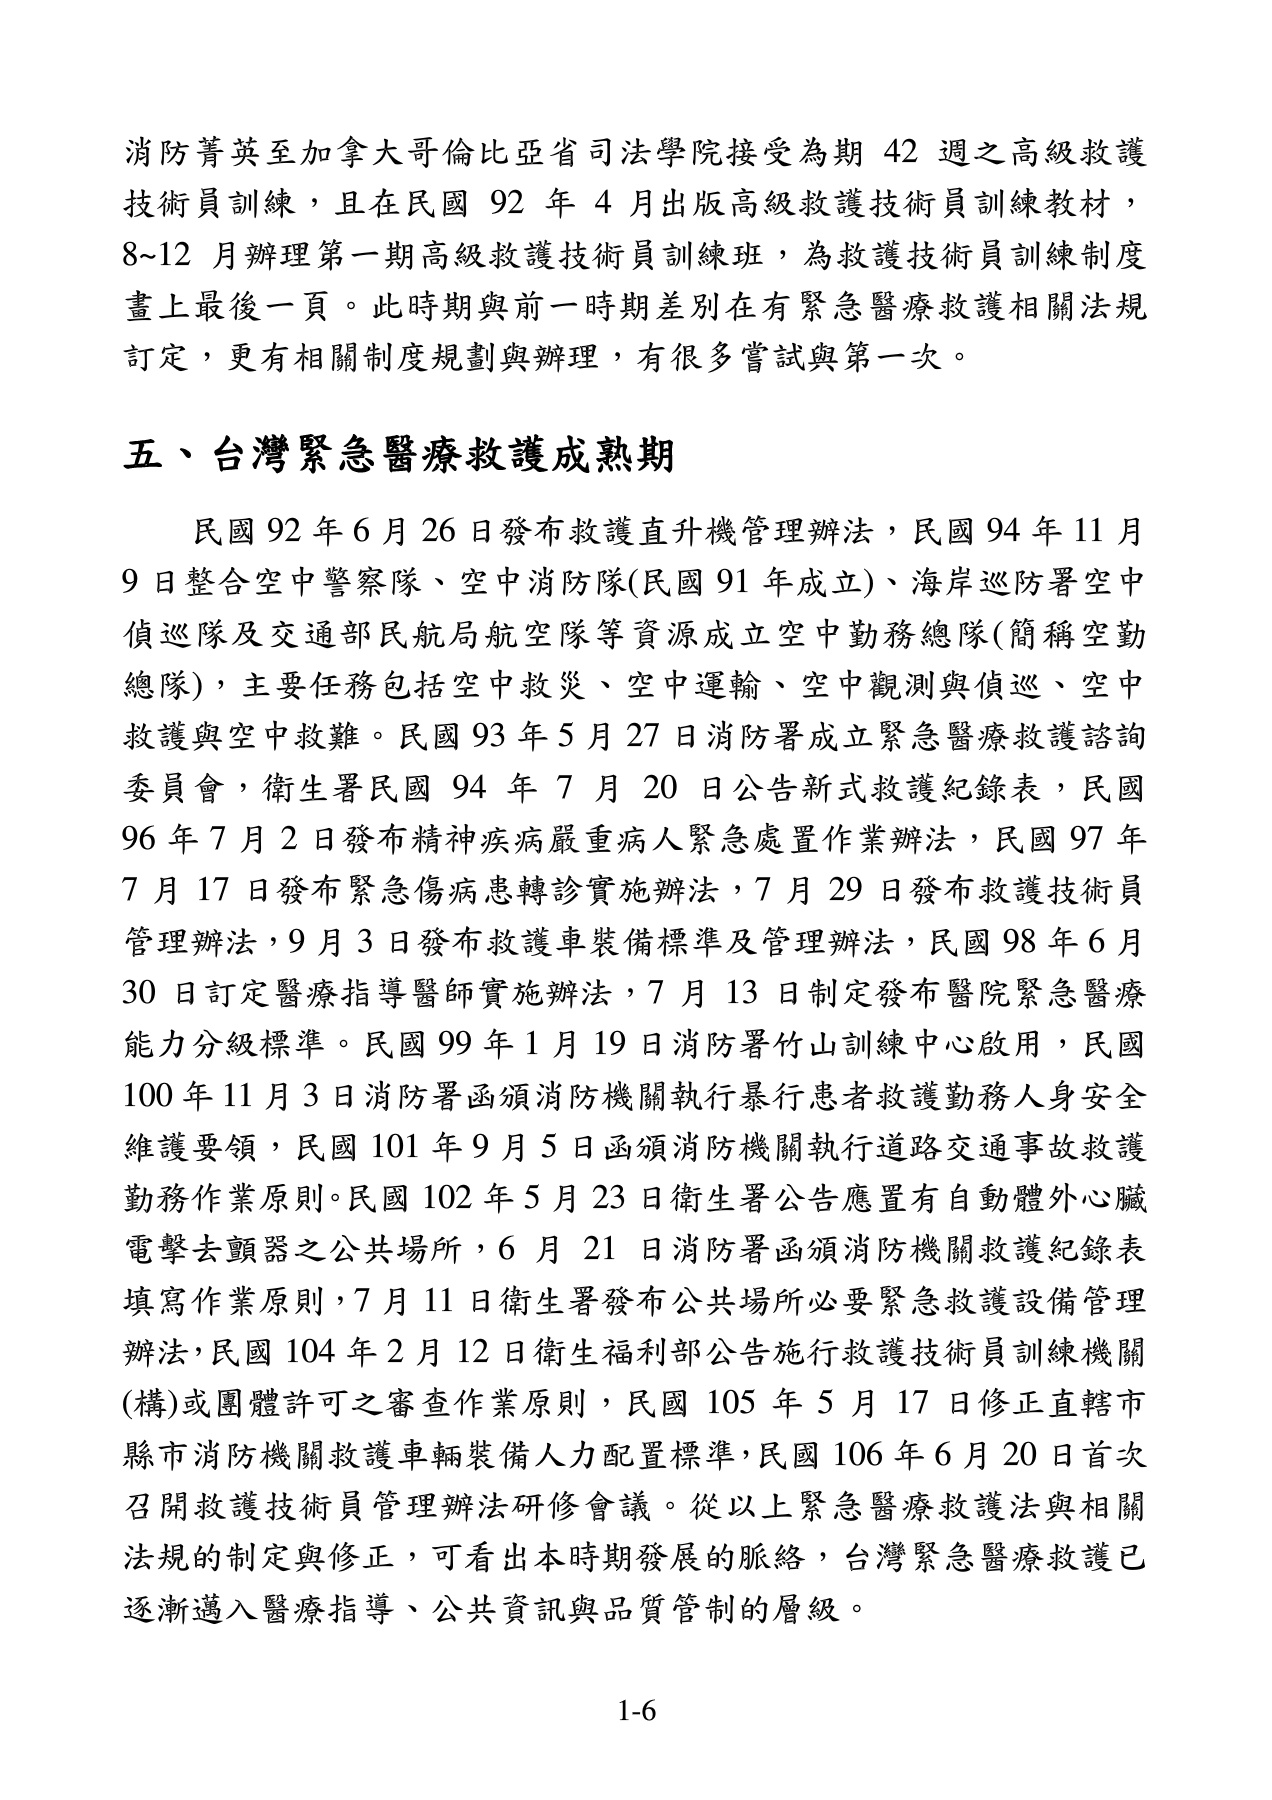 消防菁英至加拿大哥倫比亞省司法學院接受為期 42 週之高級救護
技術員訓練，且在民國 92 年 4 月出版高級救護技術員訓練教材，
8~12 月辦理第一期高級救護技術員訓練班，為救護技術員訓練制度
畫上最後一頁。此時期與前一時期差別在有緊急醫療救護相關法規
訂定，更有相關制度規劃與辦理，有很多嘗試與第一次。
五、台灣緊急醫療救護成熟期
民國 92 年 6 月 26 日發布救護直升機管理辦法，民國 94 年 11 月
9 日整合空中警察隊、空中消防隊(民國 91 年成立)、海岸巡防署空中
偵巡隊及交通部民航局航空隊等資源成立空中勤務總隊(簡稱空勤
總隊)，主要任務包括空中救災、空中運輸、空中觀測與偵巡、空中
救護與空中救難。民國 93 年 5 月 27 日消防署成立緊急醫療救護諮詢
委員會，衛生署民國 94 年 7 月 20 日公告新式救護紀錄表，民國
96 年 7 月 2 日發布精神疾病嚴重病人緊急處置作業辦法，民國 97 年
7 月 17 日發布緊急傷病患轉診實施辦法，7 月 29 日發布救護技術員
管理辦法，9 月 3 日發布救護車裝備標準及管理辦法，民國 98 年 6 月
30 日訂定醫療指導醫師實施辦法，7 月 13 日制定發布醫院緊急醫療
能力分級標準。民國 99 年 1 月 19 日消防署竹山訓練中心啟用，民國
100 年 11 月 3 日消防署函頒消防機關執行暴行患者救護勤務人身安全
維護要領，民國 101 年 9 月 5 日函頒消防機關執行道路交通事故救護
勤務作業原則。民國 102 年 5 月 23 日衛生署公告應置有自動體外心臟
電擊去顫器之公共場所，6 月 21 日消防署函頒消防機關救護紀錄表
填寫作業原則，7 月 11 日衛生署發布公共場所必要緊急救護設備管理
辦法，民國 104 年 2 月 12 日衛生福利部公告施行救護技術員訓練機關
(構)或團體許可之審查作業原則，民國 105 年 5 月 17 日修正直轄市
縣市消防機關救護車輛裝備人力配置標準，民國 106 年 6 月 20 日首次
召開救護技術員管理辦法研修會議。從以上緊急醫療救護法與相關
法規的制定與修正，可看出本時期發展的脈絡，台灣緊急醫療救護已
逐漸邁入醫療指導、公共資訊與品質管制的層級。
1-6